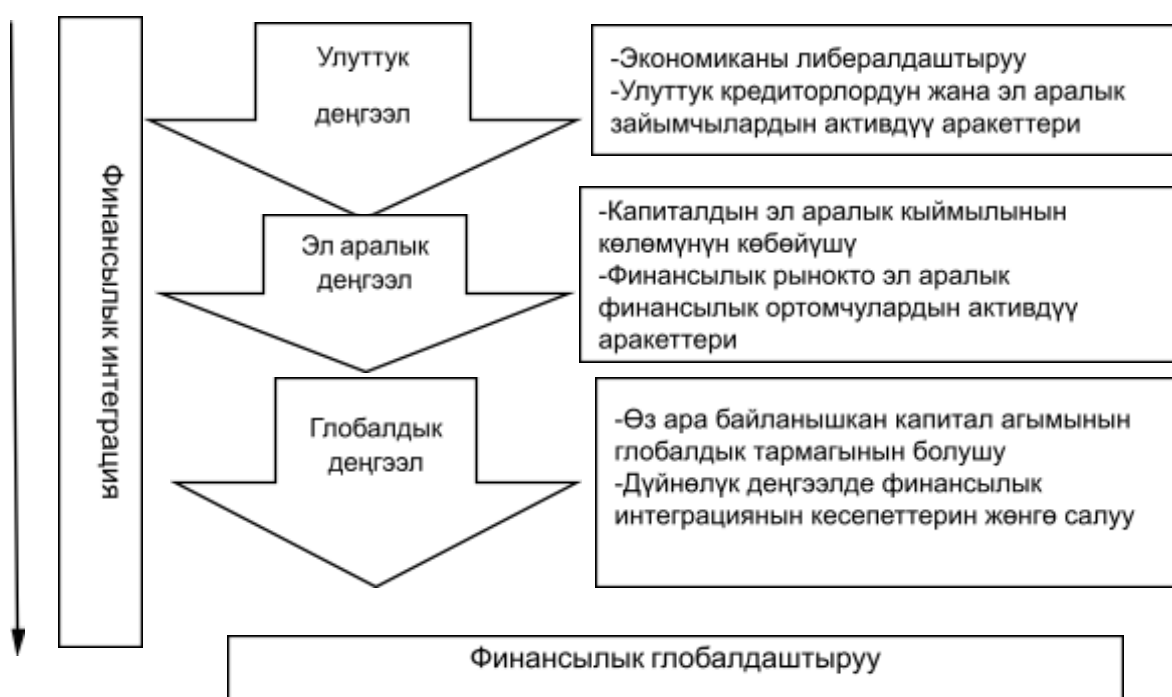 Финансылык интеграция
Улуттук
деңгээл
-Экономиканы либералдаштыруу
-Улуттук кредиторлордун жана эл аралык
зайымчылардын активдүү аракеттери
Эл аралык
деңгээл
-Капиталдын эл аралык кыймылынын
көлөмүнүн көбөйүшү
-Финансылык рынокто эл аралык
финансылык ортомчулардын активдүү
аракеттери
Глобалдык
деңгээл
-Өз ара байланышкан капитал агымынын
глобалдык тармагынын болушу
-Дүйнөлүк деңгээлде финансылык
интеграциянын кесепеттерин жөнгө салуу
Финансылык глобалдаштыруу